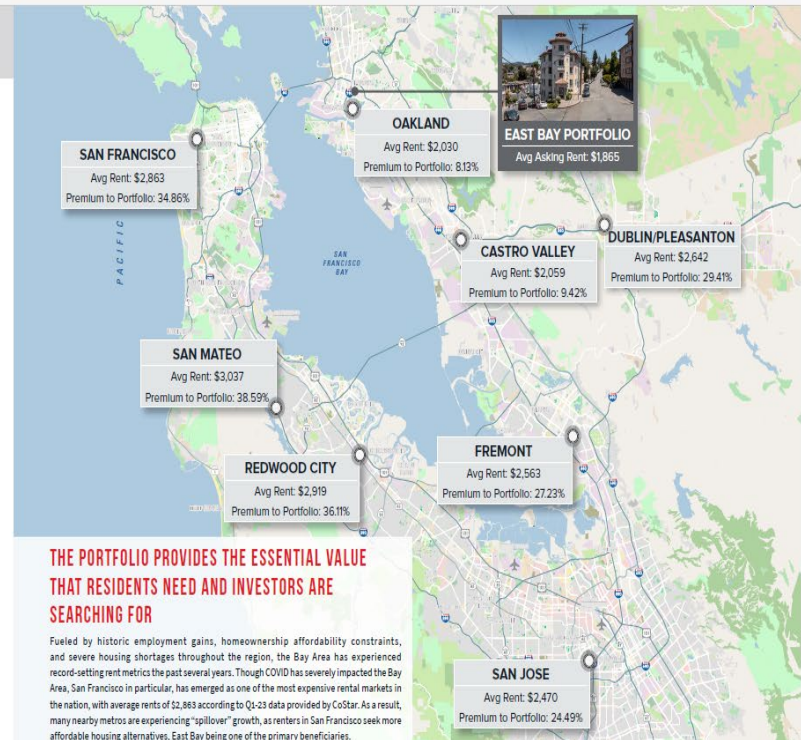 EAST BAY PORTFOLIO
Avg Asking Rent: $1,865
OAKLAND
Avg Rent: $2,030
Premium to Portfolio: 8.13%
SAN FRANCISCO
Avg Rent: $2,863
Premium to Portfolio: 34.86%
PACIFIC
SAN
FRANCISCO
BAY
CASTRO VALLEY
Avg Rent: $2,059
Premium to Portfolio: 9.42%
DUBLIN/PLEASANTON
Avg Rent: $2,642
Premium to Portfolio: 29.41%
SAN MATEO
Avg Rent: $3,037
Premium to Portfolio: 38.59%
REDWOOD CITY
Avg Rent: $2,919
Premium to Portfolio: 36.11%
FREMONT
Avg Rent: $2,563
Premium to Portfolio: 27.23%
SAN JOSE
Avg Rent: $2,470
Premium to Portfolio: 24.49%
THE PORTFOLIO PROVIDES THE ESSENTIAL VALUE
THAT RESIDENTS NEED AND INVESTORS ARE
SEARCHING FOR
Fueled by historic employment gains, homeownership affordability constraints,
and severe housing shortages throughout the region, the Bay Area has experienced
record-setting rent metrics the past several years. Though COVID has severely impacted the Bay
Area, San Francisco in particular, has emerged as one of the most expensive rental markets in
the nation, with average rents of $2,863 according to Q1-23 data provided by CoStar. As a result,
many nearby metros are experiencing “spillover” growth, as renters in San Francisco seek more
affordable housing alternatives, East Bay being one of the primary beneficiaries.